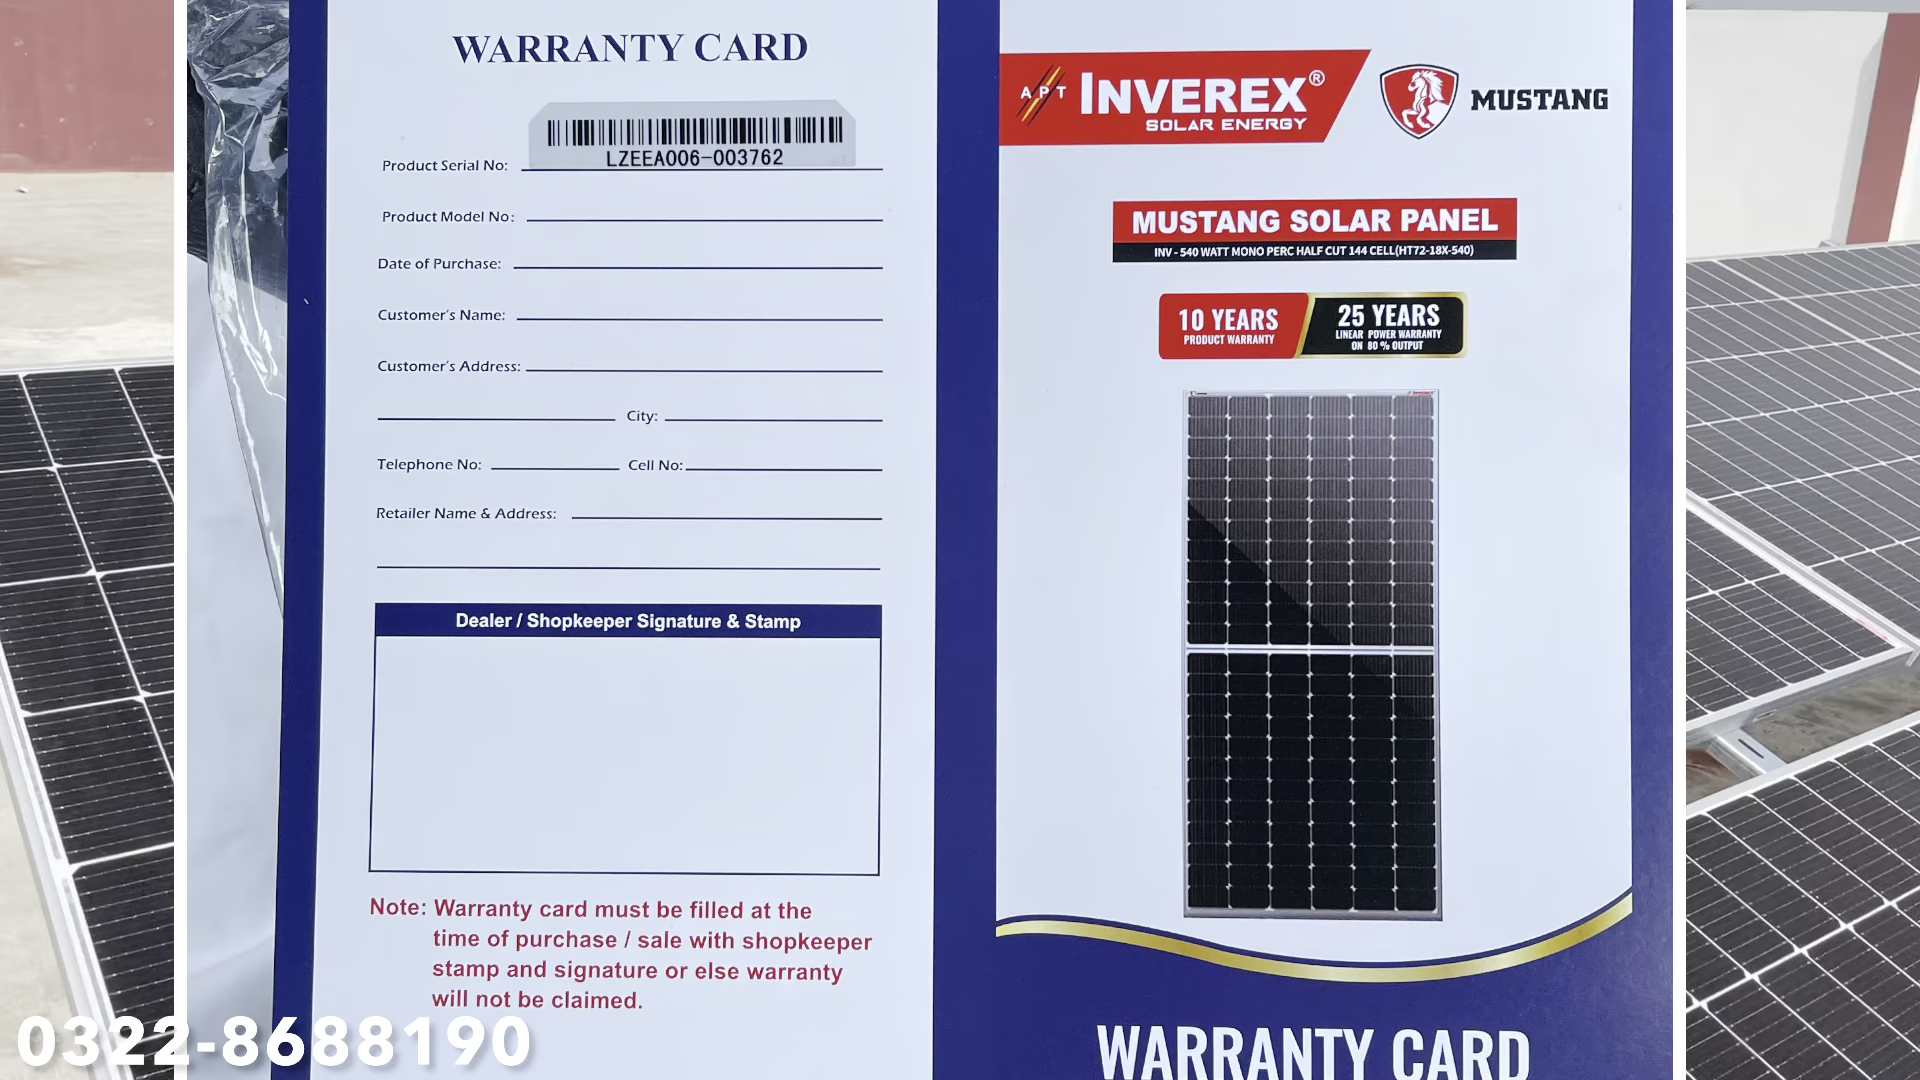 WARRANTY CARD
LZEEA006-003762
Product Serial No:
Product Model No:
Date of Purchase:
Customer's Name:
Customer's Address:
City:
Telephone No: Cell No:
Retailer Name & Address:
Dealer / Shopkeeper Signature & Stamp
Note: Warranty card must be filled at the
time of purchase / sale with shopkeeper
stamp and signature or else warranty
will not be claimed.
APT INVEREX®
SOLAR ENERGY
MUSTANG
MUSTANG SOLAR PANEL
INV - 540 WATT MONO PERC HALF CUT 144 CELL(HT72-18X-540)
10 YEARS
PRODUCT WARRANTY
25 YEARS
LINEAR POWER WARRANTY
ON 80 % OUTPUT
WARRANTY CARD
0322-8688190